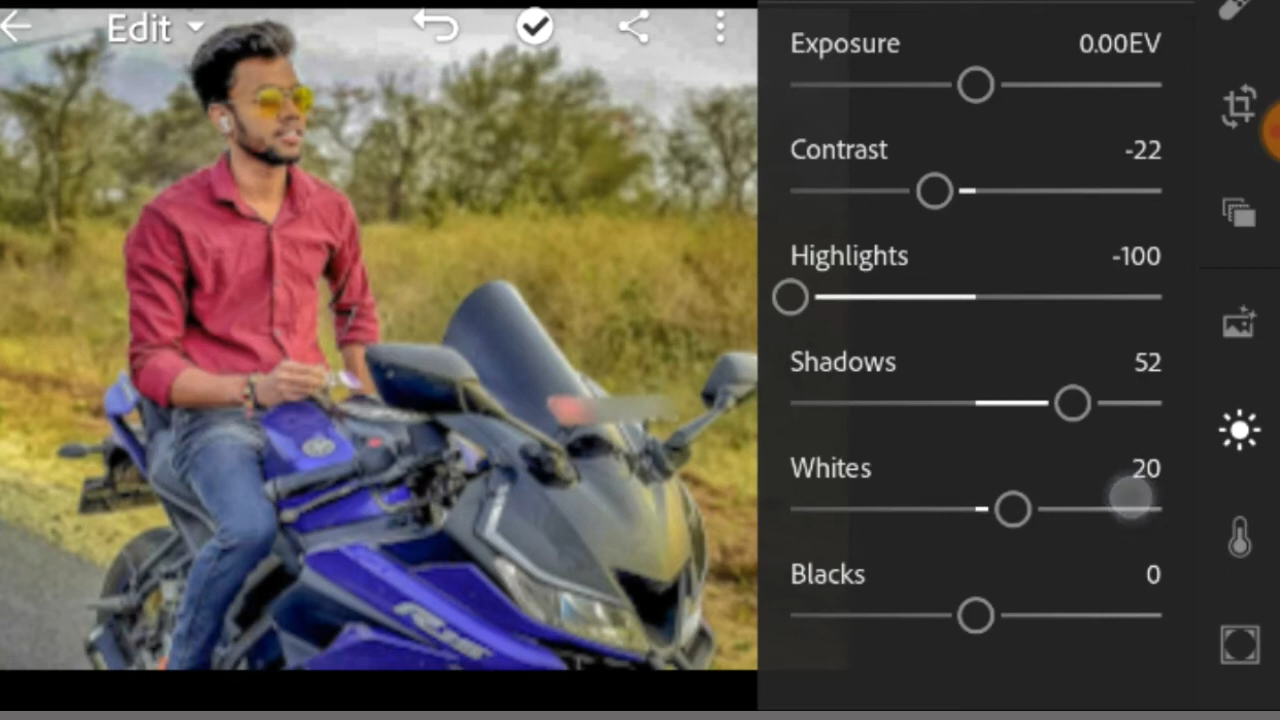 Edit
Exposure 0.00EV
Contrast -22
Highlights -100
Shadows 52
Whites 20
Blacks 0